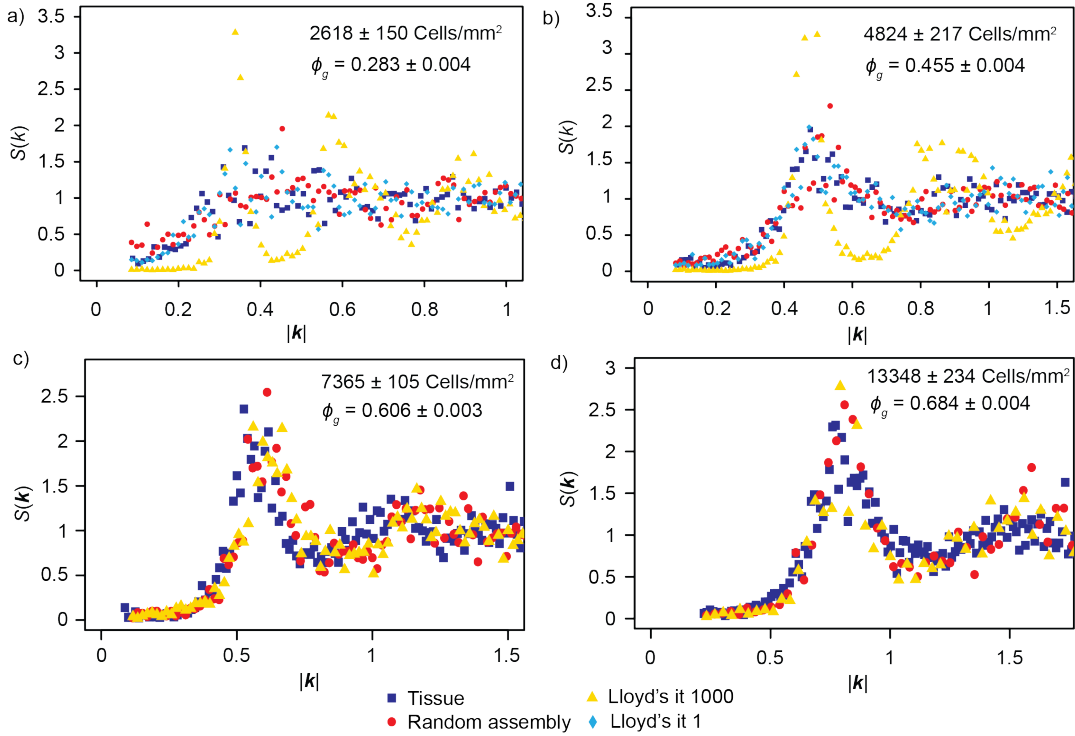 a)
2618 ± 150 Cells/mm²
ϕg = 0.283 ± 0.004
S(k)
3.5
3
2.5
2
1.5
1
0.5
0
0 0.2 0.4 0.6 0.8 1
|k|
b)
4824 ± 217 Cells/mm²
ϕg = 0.455 ± 0.004
S(k)
3.5
3
2.5
2
1.5
1
0.5
0
0 0.2 0.4 0.6 0.8 1 1.5
|k|
c)
7365 ± 105 Cells/mm²
ϕg = 0.606 ± 0.003
S(k)
2.5
2
1.5
1
0.5
0
0 0.5 1 1.5
|k|
d)
13348 ± 234 Cells/mm²
ϕg = 0.684 ± 0.004
S(k)
3
2.5
2
1.5
1
0.5
0
0 0.5 1 1.5
|k|
Tissue
Lloyd's it 1000
Random assembly
Lloyd's it 1